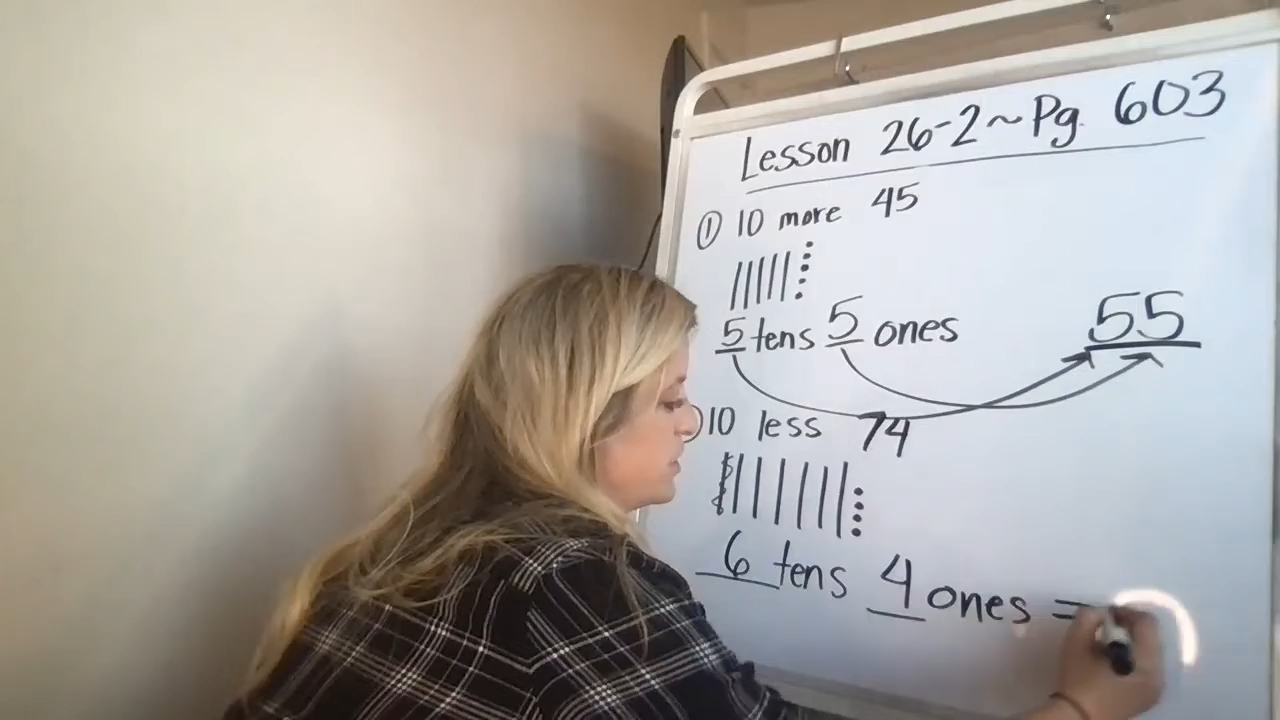 Lesson 26-2~Pg. 603
① 10 more 45
5 tens 5 ones 55
10 less 74
6 tens 4 ones =